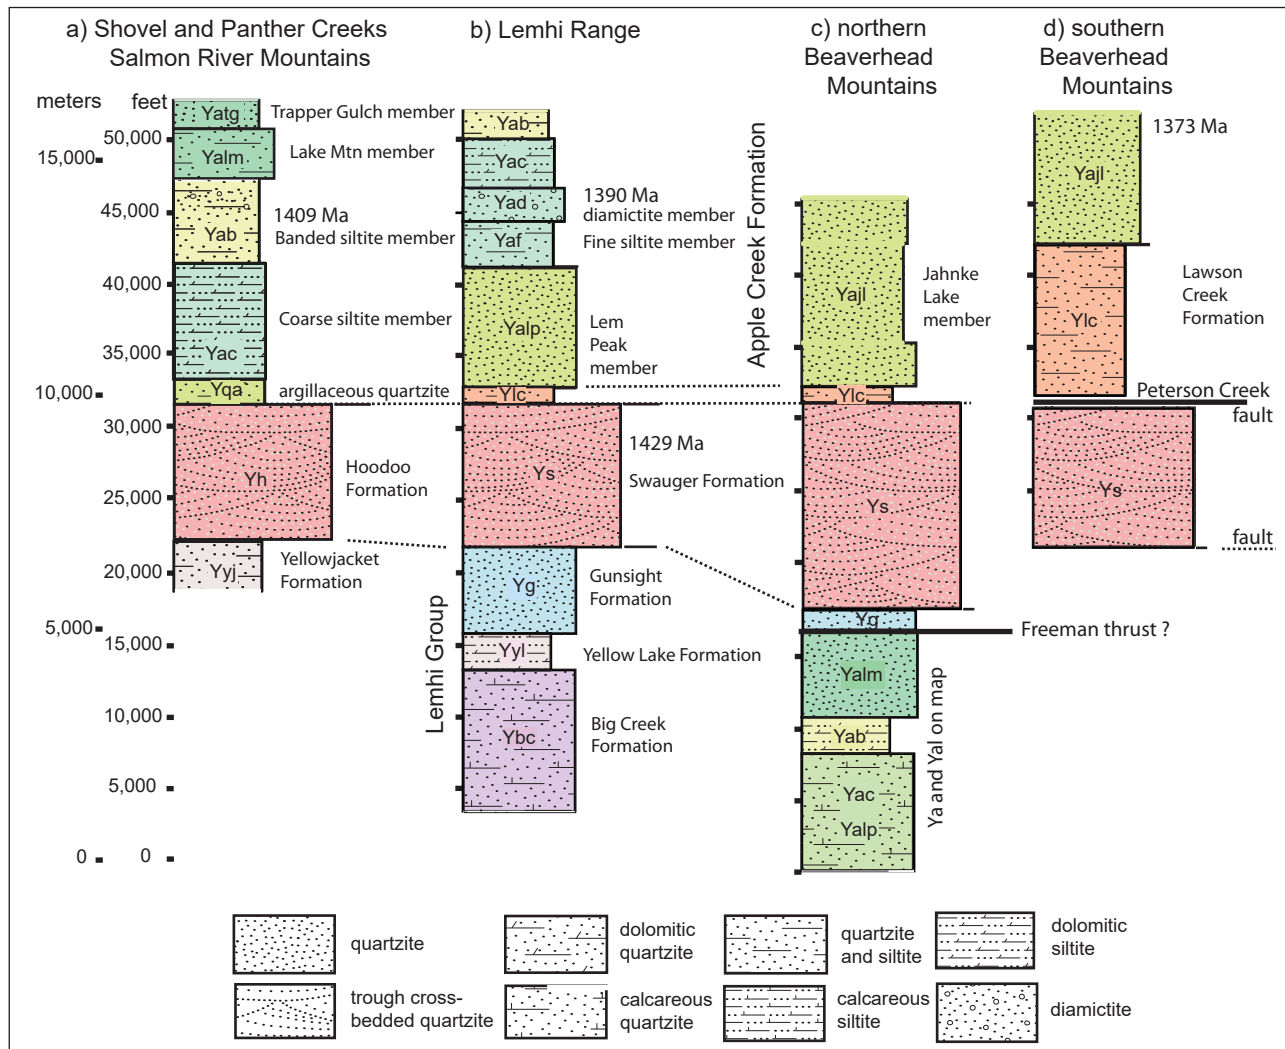 a) Shovel and Panther Creeks
Salmon River Mountains
b) Lemhi Range
c) northern
Beaverhead
Mountains
d) southern
Beaverhead
Mountains
meters
feet
50,000
15,000
45,000
40,000
35,000
10,000
30,000
25,000
20,000
5,000
15,000
10,000
5,000
0
0
Yatg
Trapper Gulch member
Yalm
Lake Mtn member
Yab
1409 Ma
Banded siltite member
Coarse siltite member
Yac
Yqa
argillaceous quartzite
Yh
Hoodoo
Formation
Yyj
Yellowjacket
Formation
Yab
Yac
Yad
1390 Ma
diamictite member
Yaf
Fine siltite member
Yalp
Lem
Peak
member
Ylc
1429 Ma
Ys
Swauger Formation
Yg
Gunsight
Formation
Yyl
Yellow Lake Formation
Ybc
Big Creek
Formation
Lemhi Group
Apple Creek Formation
Yajl
Jahnke
Lake
member
Ylc
Ys
Yg
Freeman thrust ?
Yalm
Yab
Yac
Yalp
Ya and Yal on map
1373 Ma
Yajl
Ylc
Lawson
Creek
Formation
Peterson Creek
fault
Ys
fault
quartzite
dolomitic
quartzite
quartzite
and siltite
dolomitic
siltite
trough cross-
bedded quartzite
calcareous
quartzite
calcareous
siltite
diamictite